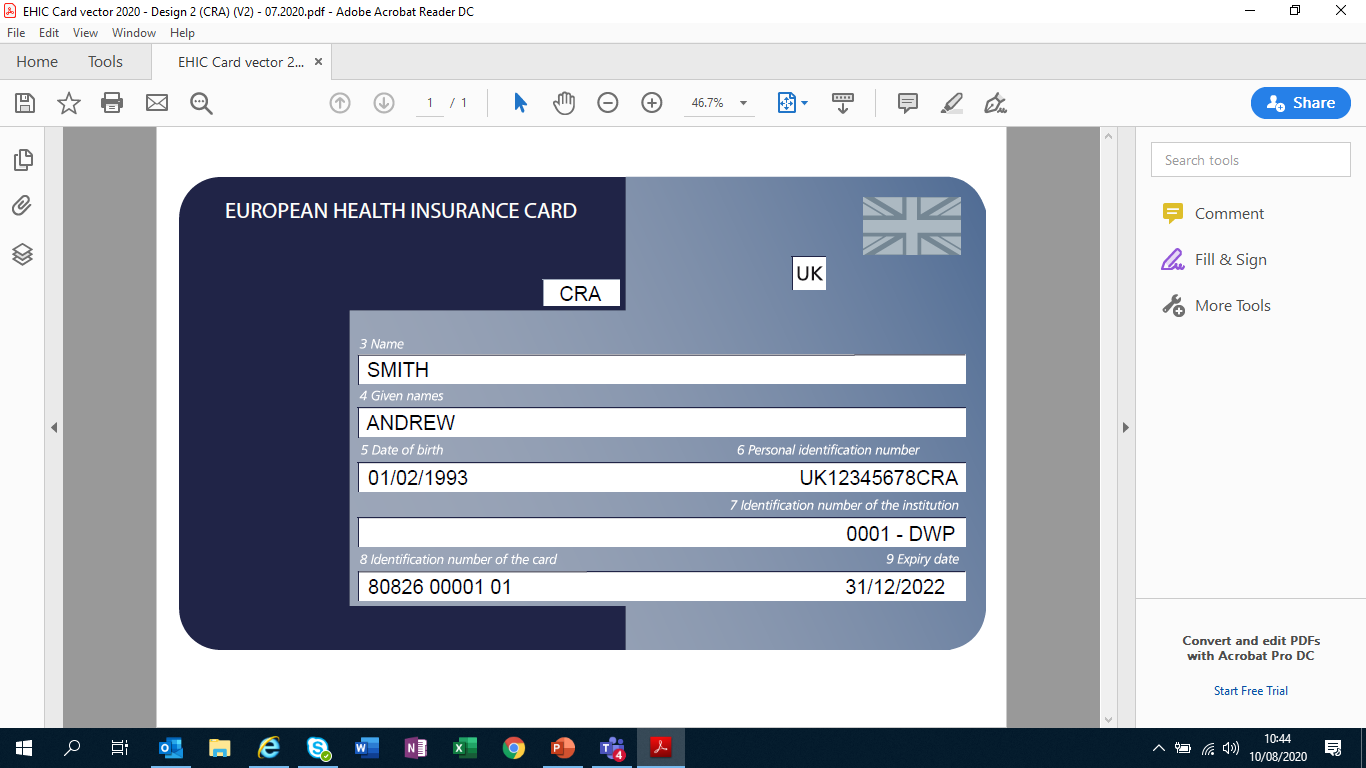 EHIC Card vector 2020 - Design 2 (CRA) (V2) - 07.2020.pdf - Adobe Acrobat Reader DC
File Edit View Window Help
Home Tools EHIC Card vector 2... ×
1 / 1 46.7% Share
Search tools
Comment
Fill & Sign
More Tools
EUROPEAN HEALTH INSURANCE CARD
UK
CRA
3 Name
SMITH
4 Given names
ANDREW
5 Date of birth 6 Personal identification number
01/02/1993 UK12345678CRA
7 Identification number of the institution
0001 - DWP
8 Identification number of the card 9 Expiry date
80826 00001 01 31/12/2022
Convert and edit PDFs
with Acrobat Pro DC
Start Free Trial
4
10:44
10/08/2020